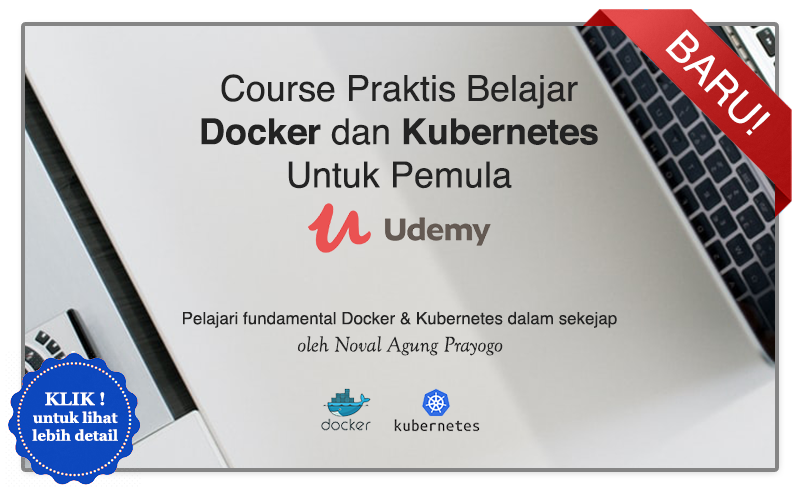 BARU!
Course Praktis Belajar
Docker dan Kubernetes
Untuk Pemula
Udemy
Pelajari fundamental Docker & Kubernetes dalam sekejap
oleh Noval Agung Prayogo
docker
kubernetes
KLIK !
untuk lihat
lebih detail